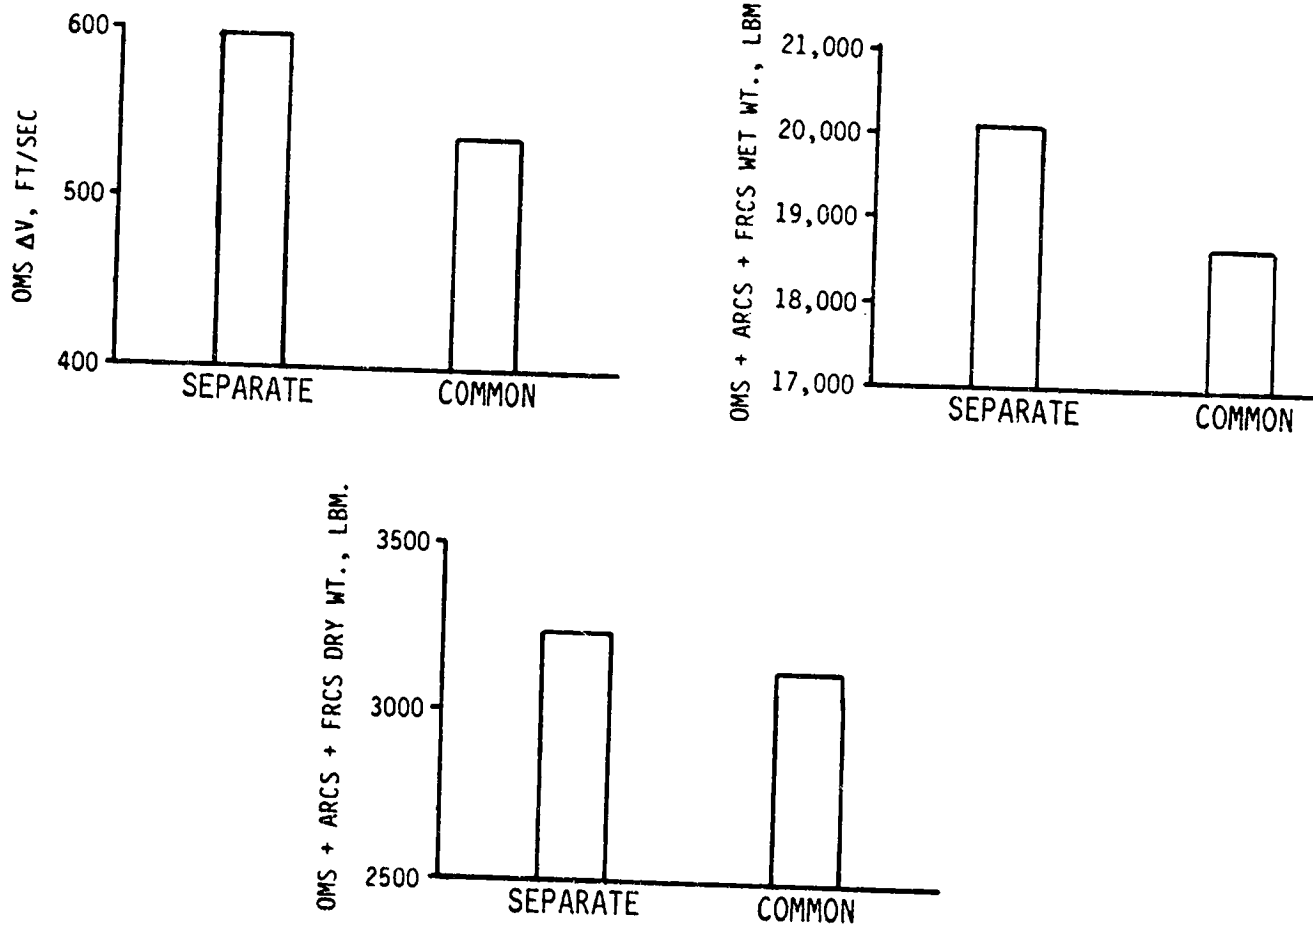 OMS ΔV, FT/SEC
600
500
400
SEPARATE
COMMON
OMS + ARCS + FRCS WET WT., LBM
21,000
20,000
19,000
18,000
17,000
SEPARATE
COMMON
OMS + ARCS + FRCS DRY WT., LBM.
3500
3000
2500
SEPARATE
COMMON